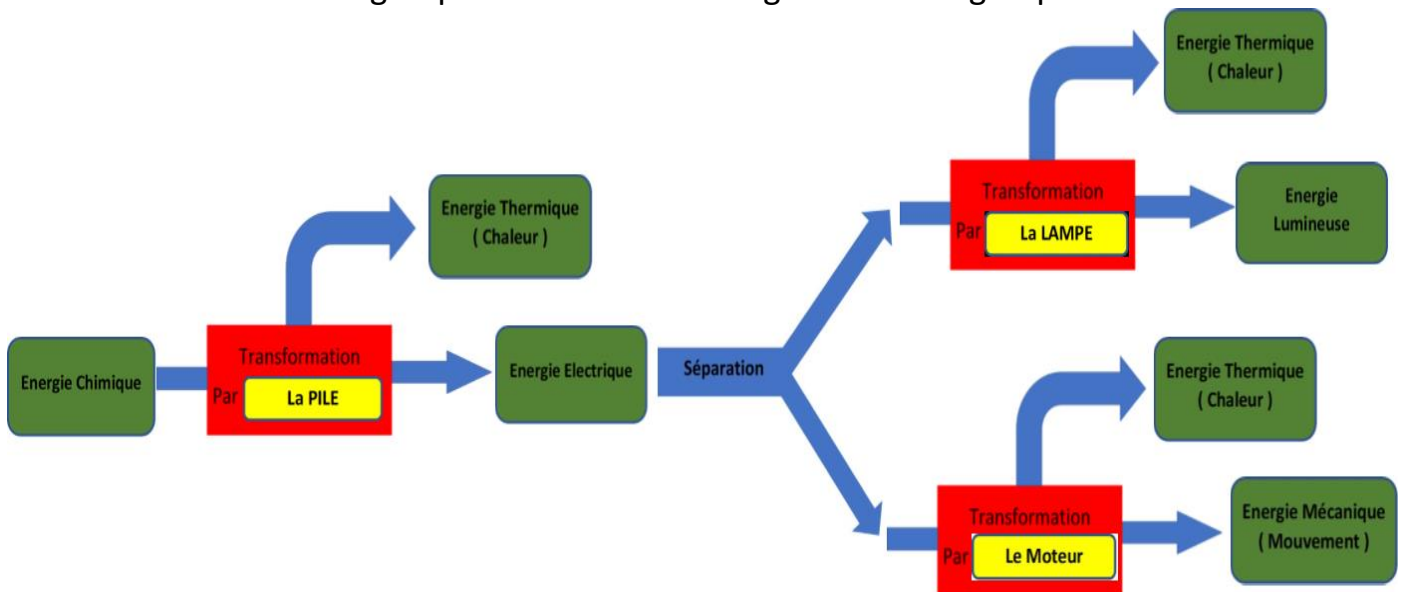 Energie Chimique
Transformation
Par La PILE
Energie Thermique
( Chaleur )
Energie Electrique
Séparation
Transformation
Par La LAMPE
Energie Thermique
( Chaleur )
Energie
Lumineuse
Transformation
Par Le Moteur
Energie Thermique
( Chaleur )
Energie Mécanique
( Mouvement )